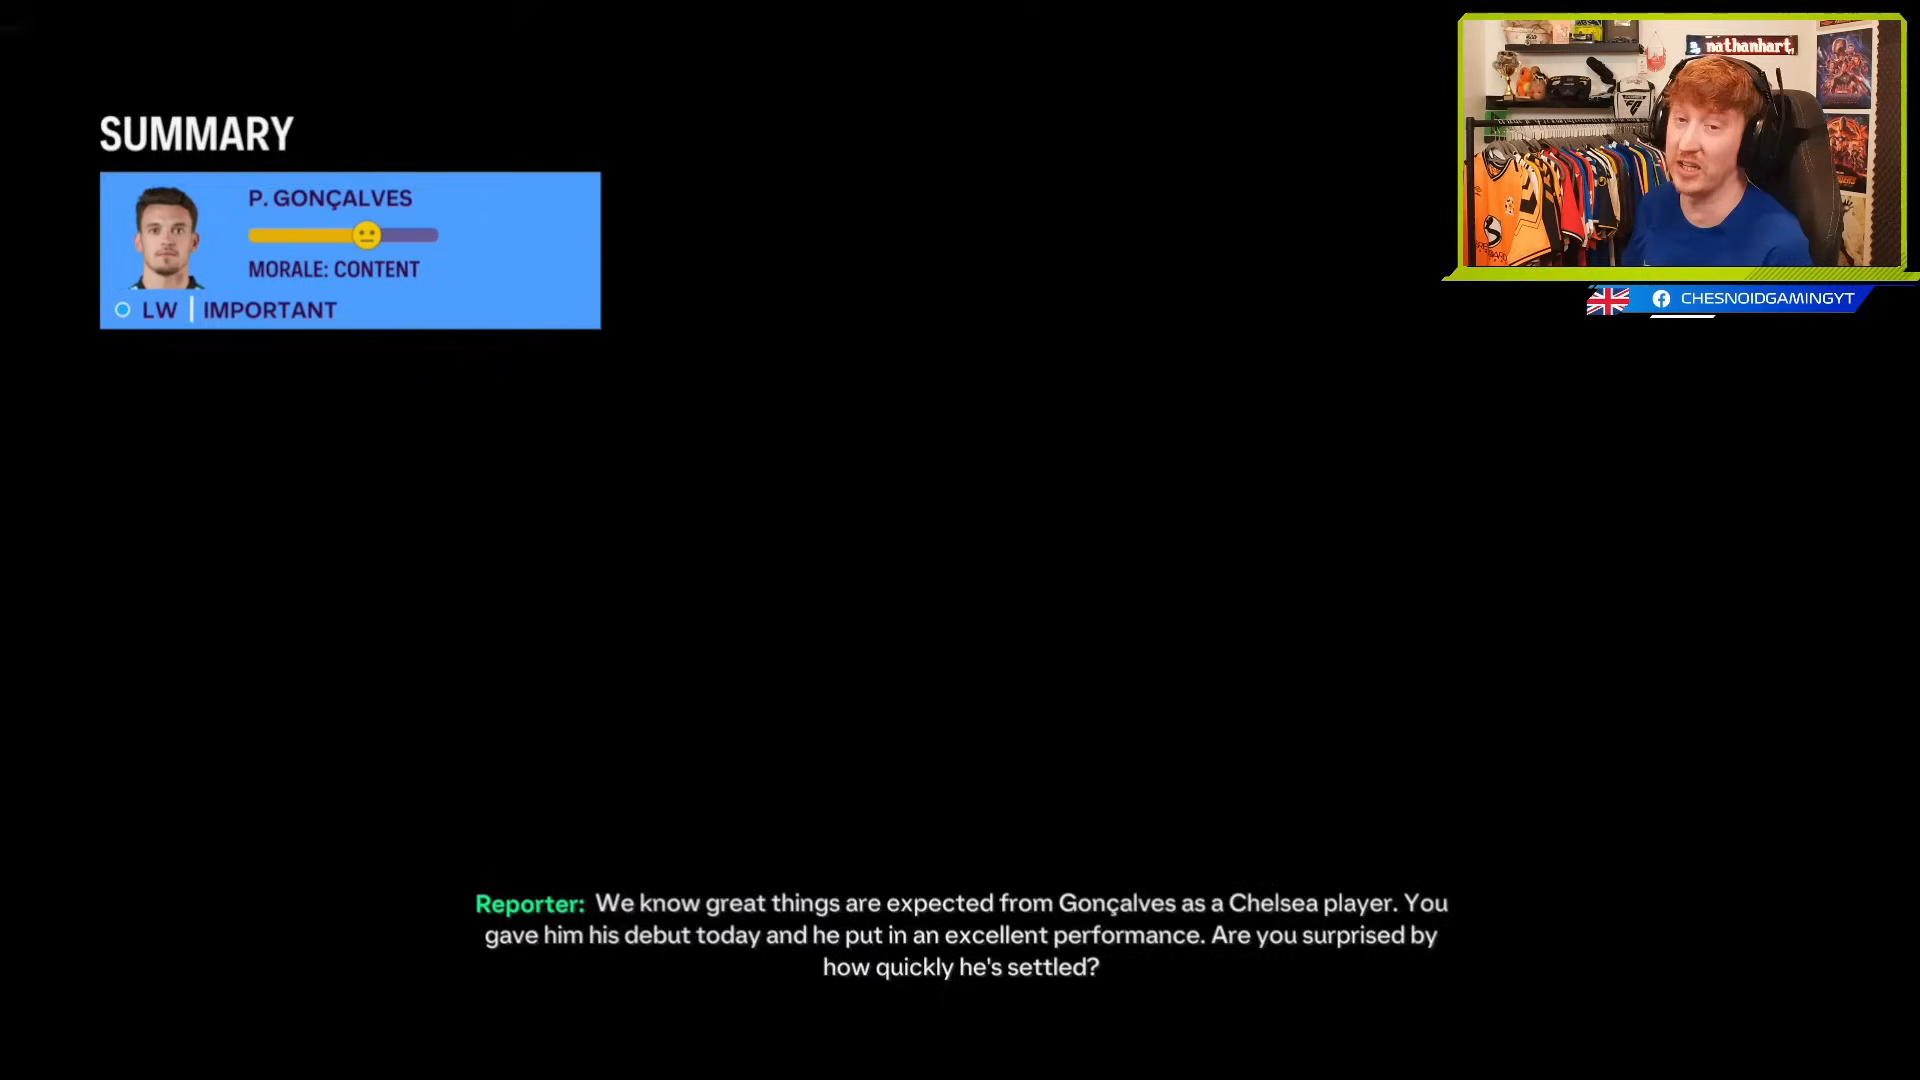 SUMMARY
P. GONÇALVES
MORALE: CONTENT
LW | IMPORTANT
nathanhart
CHESNOIDGAMINGYT
Reporter: We know great things are expected from Gonçalves as a Chelsea player. You
gave him his debut today and he put in an excellent performance. Are you surprised by
how quickly he's settled?